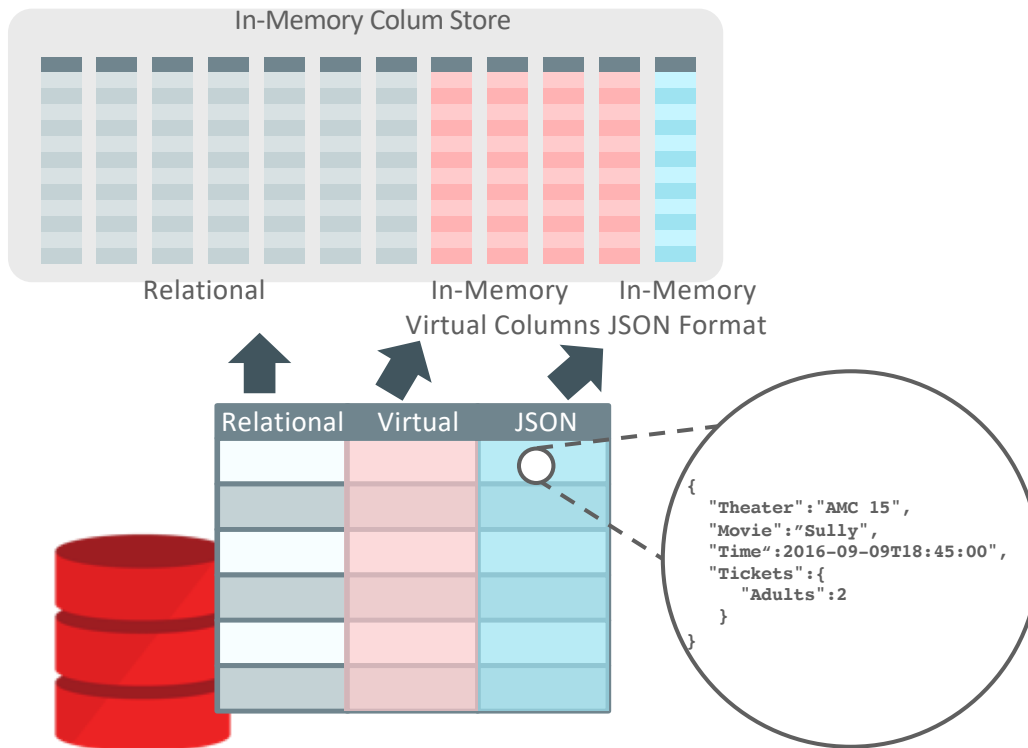 In-Memory Colum Store
Relational
In-Memory
Virtual Columns
In-Memory
JSON Format
Relational
Virtual
JSON
{
"Theater":"AMC 15",
"Movie":”Sully",
"Time“:2016-09-09T18:45:00",
"Tickets":{
"Adults":2
}
}